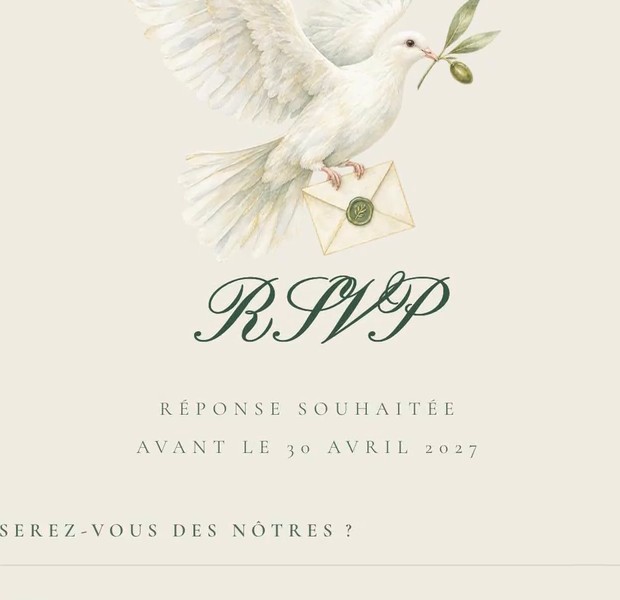 RSVP
RÉPONSE SOUHAITÉE
AVANT LE 30 AVRIL 2027
SEREZ-VOUS DES NÔTRES ?